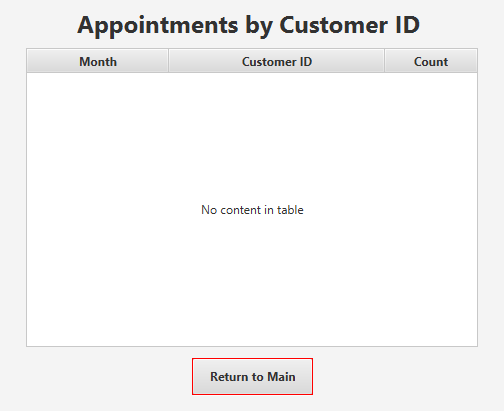 Appointments by Customer ID
Month Customer ID Count
No content in table
Return to Main